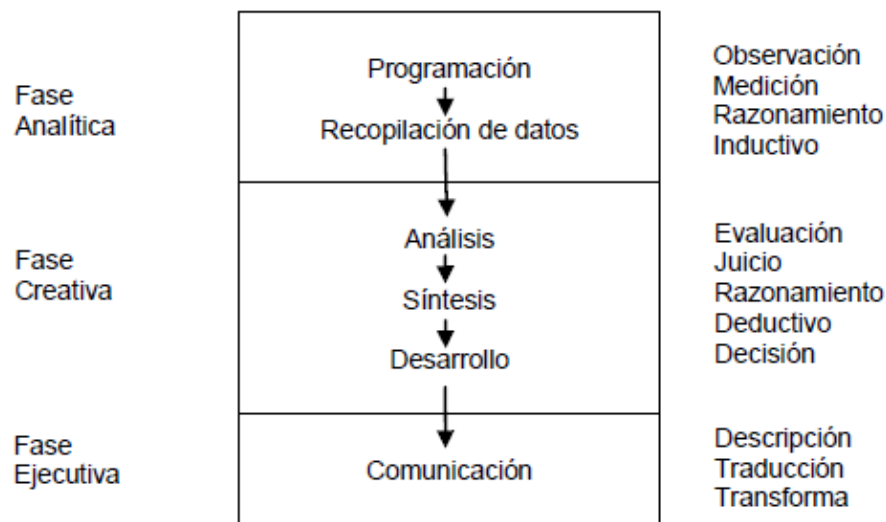 Fase
Analítica
Programación
Recopilación de datos
Observación
Medición
Razonamiento
Inductivo
Fase
Creativa
Análisis
Síntesis
Desarrollo
Evaluación
Juicio
Razonamiento
Deductivo
Decisión
Fase
Ejecutiva
Comunicación
Descripción
Traducción
Transforma